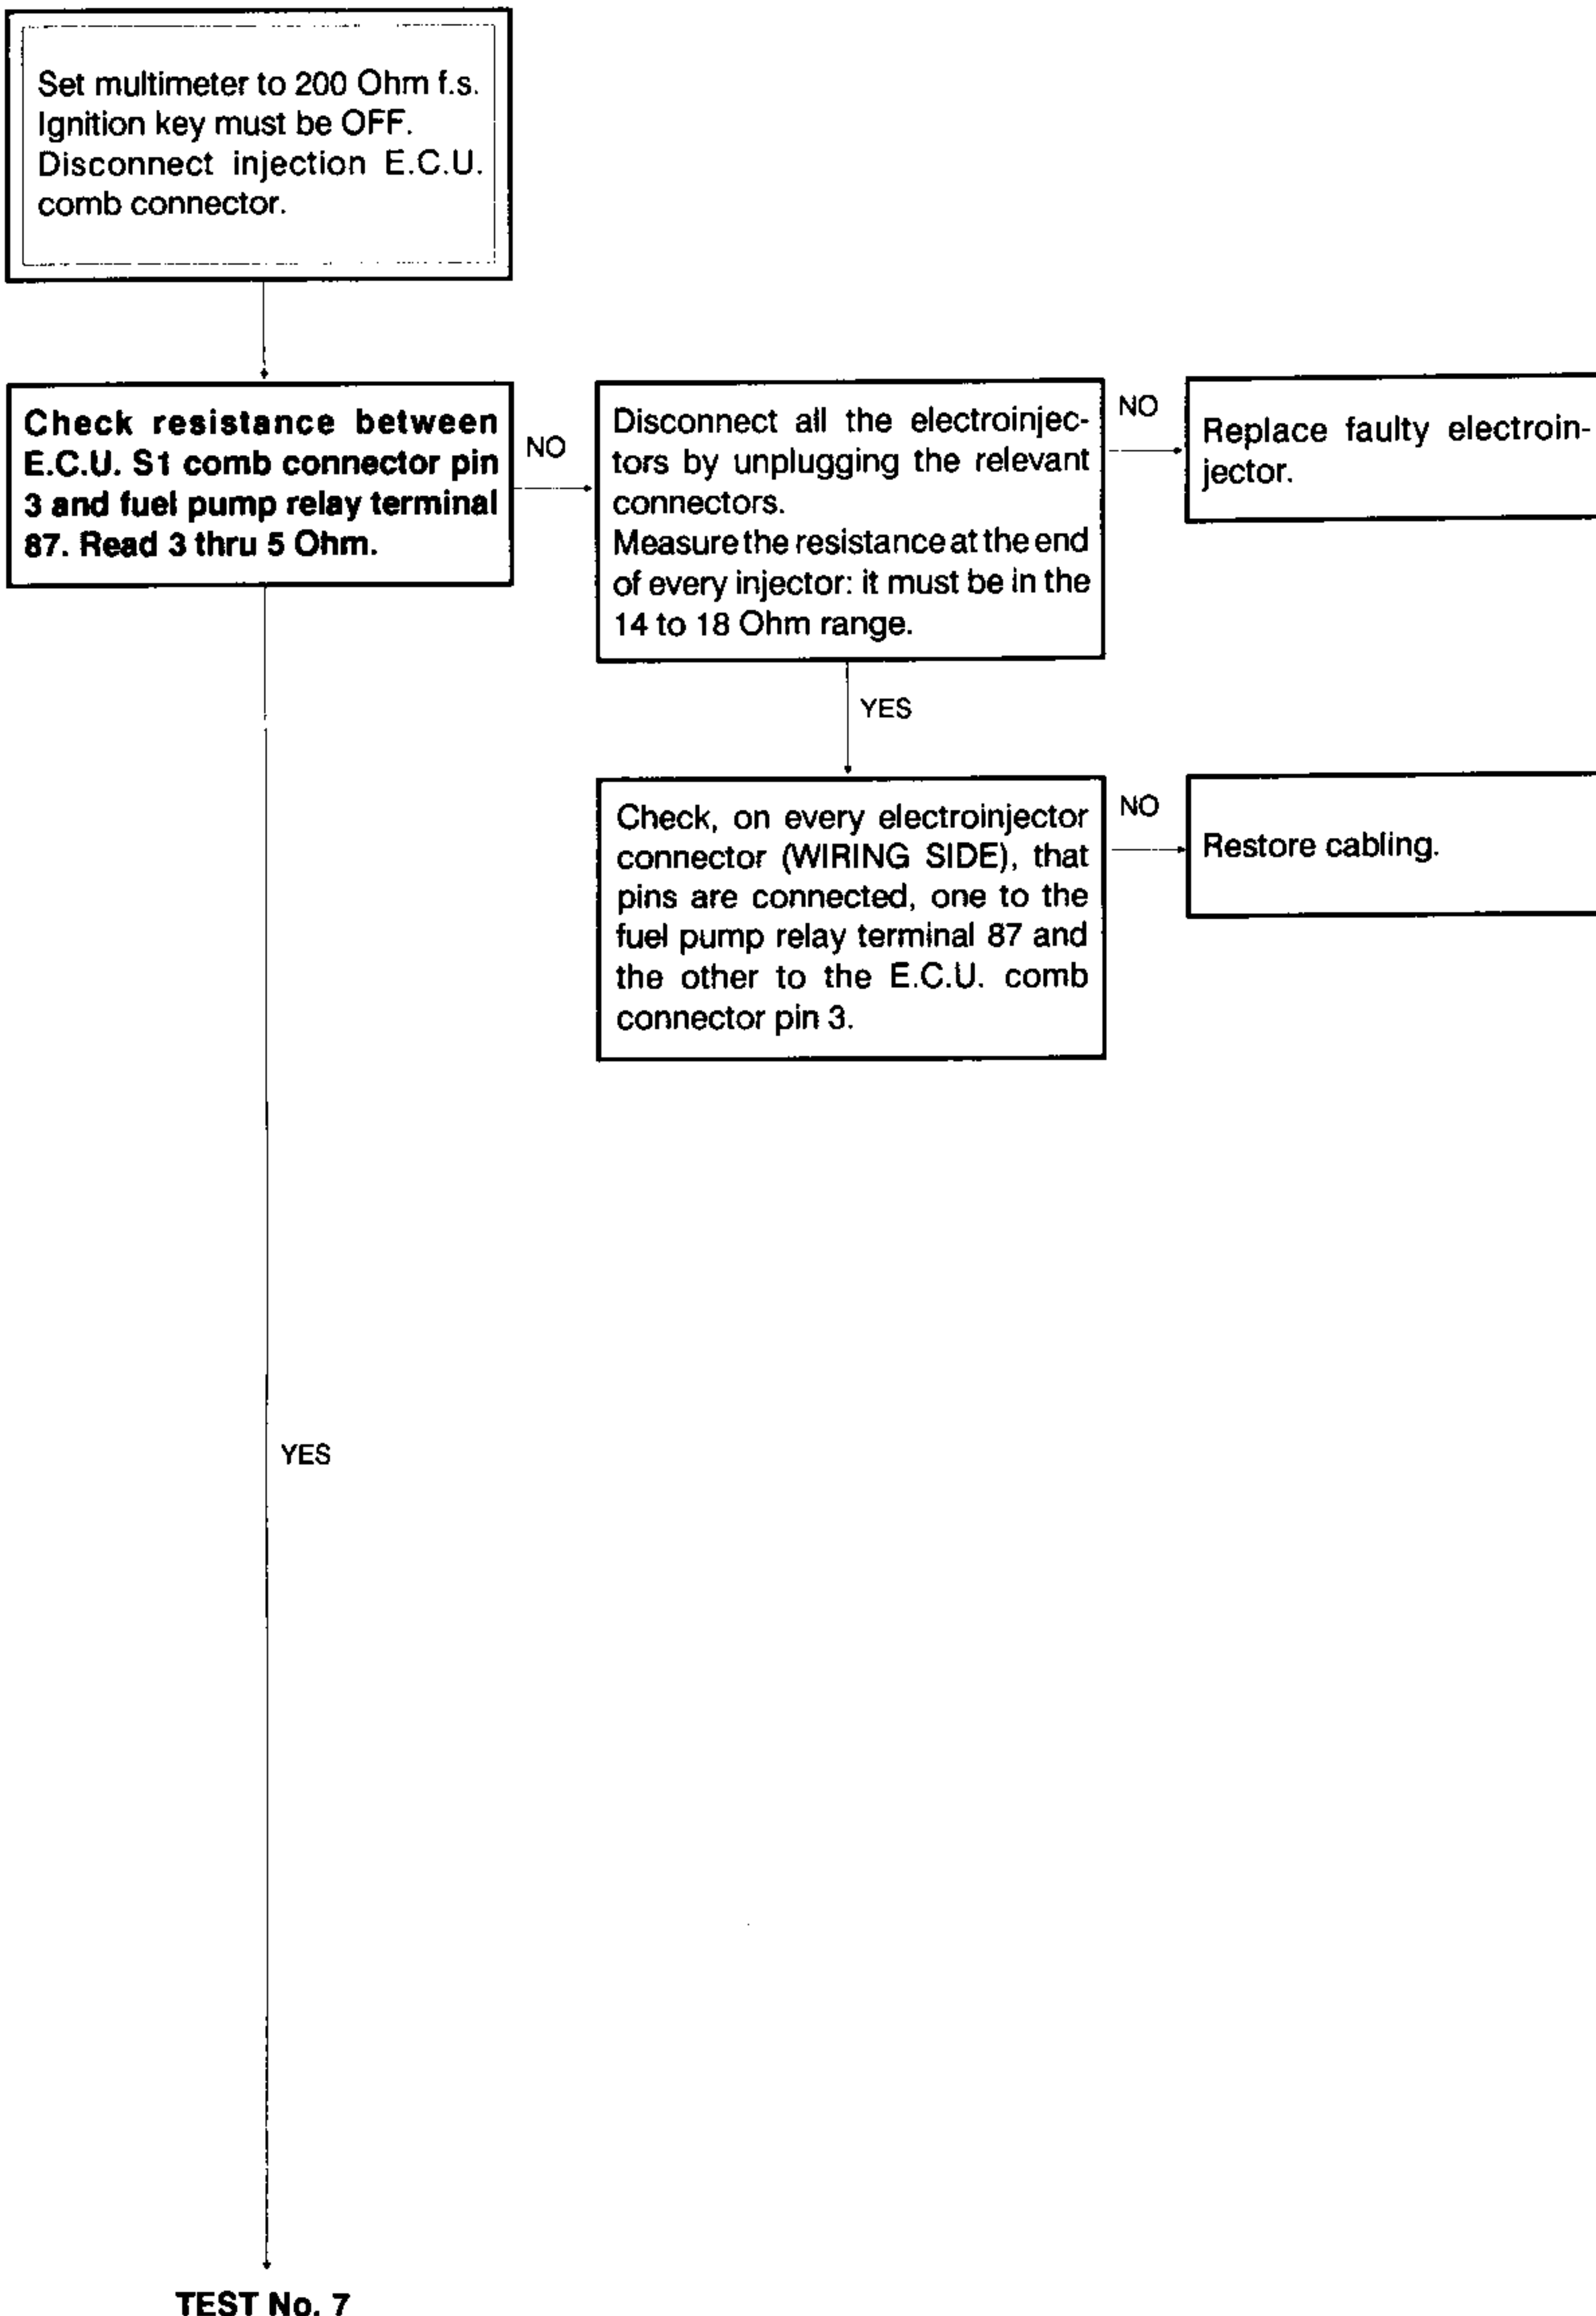 Set multimeter to 200 Ohm f.s.
Ignition key must be OFF.
Disconnect injection E.C.U.
comb connector.
Check resistance between
E.C.U. S1 comb connector pin
3 and fuel pump relay terminal
87. Read 3 thru 5 Ohm.
NO
Disconnect all the electroinjec-
tors by unplugging the relevant
connectors.
Measure the resistance at the end
of every injector: it must be in the
14 to 18 Ohm range.
NO
Replace faulty electroin-
jector.
YES
Check, on every electroinjector
connector (WIRING SIDE), that
pins are connected, one to the
fuel pump relay terminal 87 and
the other to the E.C.U. comb
connector pin 3.
NO
Restore cabling.
YES
TEST No. 7